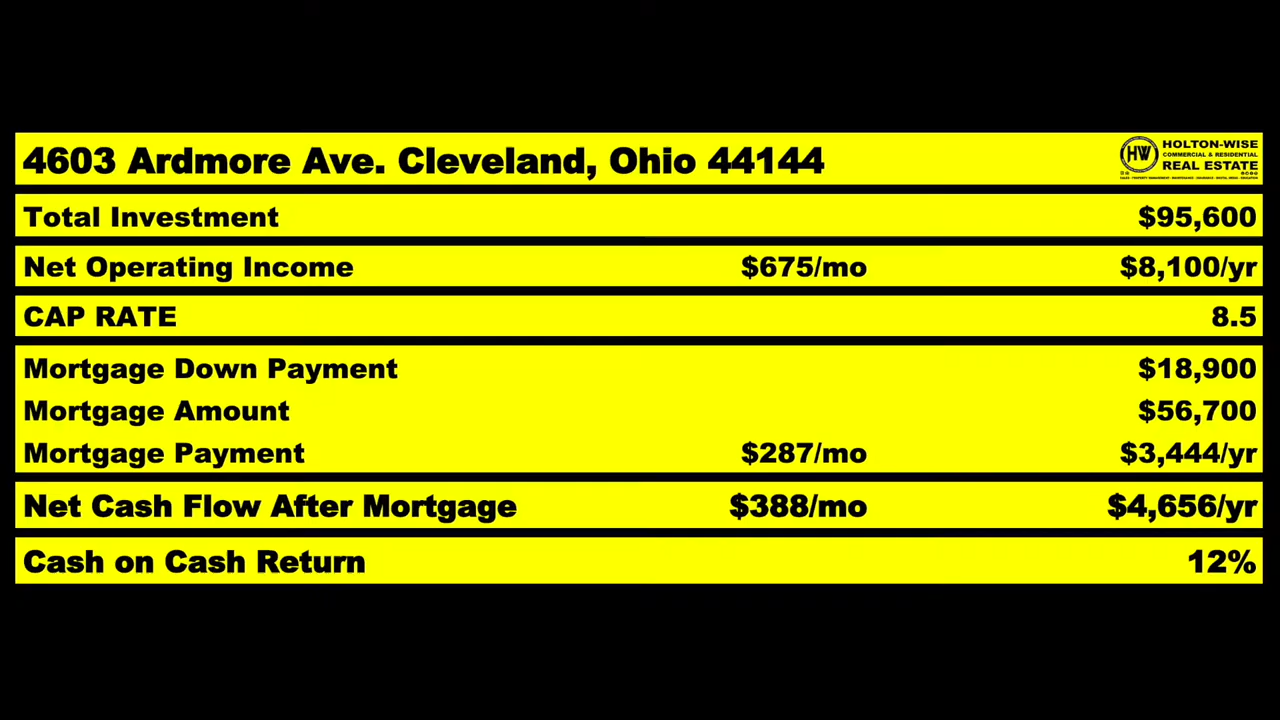 4603 Ardmore Ave. Cleveland, Ohio 44144
HW
HOLTON-WISE
COMMERCIAL & RESIDENTIAL
REAL ESTATE
Total Investment $95,600
Net Operating Income $675/mo $8,100/yr
CAP RATE 8.5
Mortgage Down Payment $18,900
Mortgage Amount $56,700
Mortgage Payment $287/mo $3,444/yr
Net Cash Flow After Mortgage $388/mo $4,656/yr
Cash on Cash Return 12%